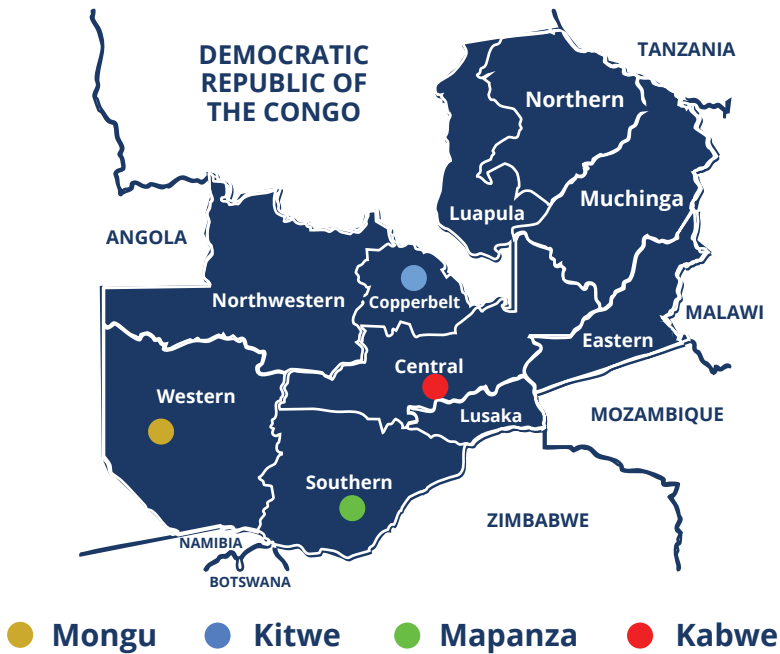 DEMOCRATIC
REPUBLIC OF
THE CONGO
TANZANIA
Northern
Muchinga
Luapula
ANGOLA
Northwestern
Copperbelt
MALAWI
Eastern
Central
Western
Lusaka
MOZAMBIQUE
Southern
ZIMBABWE
NAMIBIA
BOTSWANA
Mongu
Kitwe
Mapanza
Kabwe